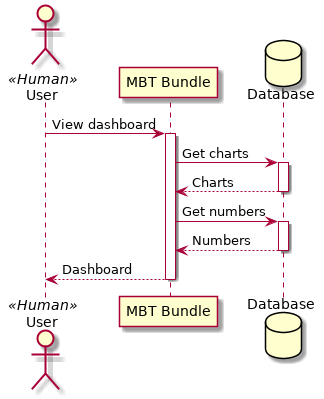 «Human»
User
MBT Bundle
Database
View dashboard
Get charts
Charts
Get numbers
Numbers
Dashboard
«Human»
User
MBT Bundle
Database